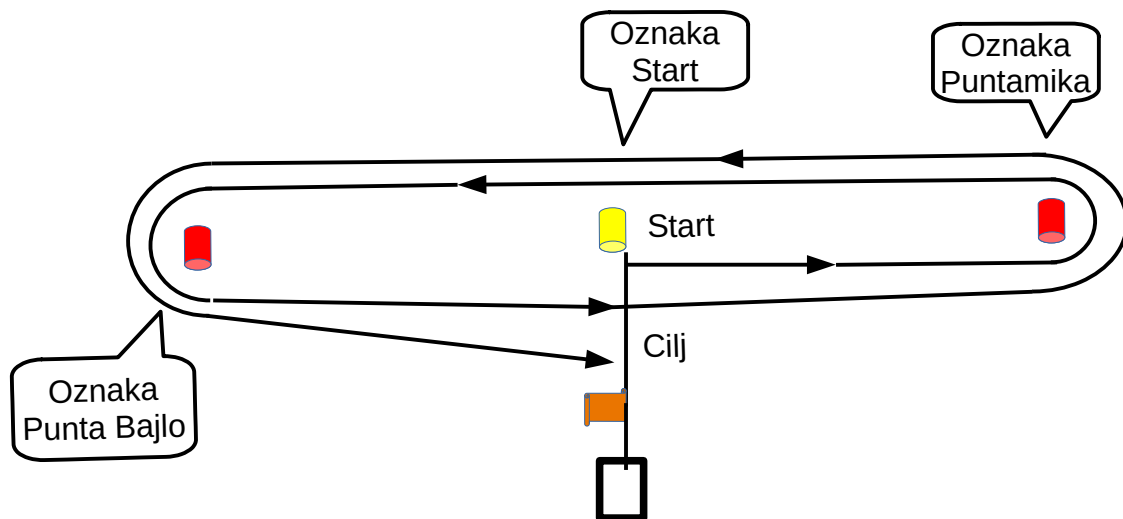 Oznaka
Start
Oznaka
Puntamika
Start
Cilj
Oznaka
Punta Bajlo